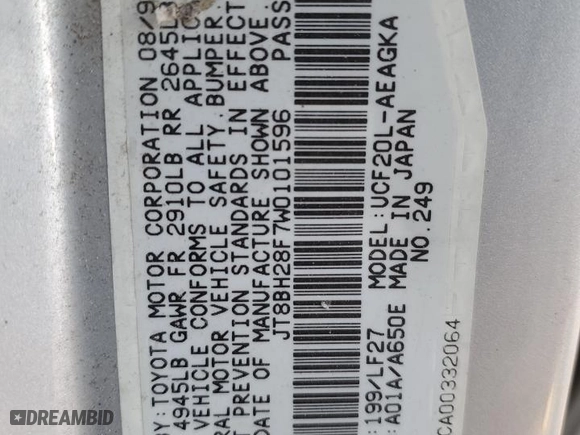 BY: TOYOTA MOTOR CORPORATION 08/9
4945LB GAWR FR 2910LB RR 2645LB
VEHICLE CONFORMS TO ALL APPLIC
RAL MOTOR VEHICLE SAFETY, BUMPER
T PREVENTION STANDARDS IN EFFECT
DATE OF MANUFACTURE SHOWN ABOVE
JT8BH28F7W0101596 PASS
:199/LF27 MODEL:UCF20L-AEAGKA
:A01A/A650E MADE IN JAPAN
NO.249
CA00332064
DREAMBID